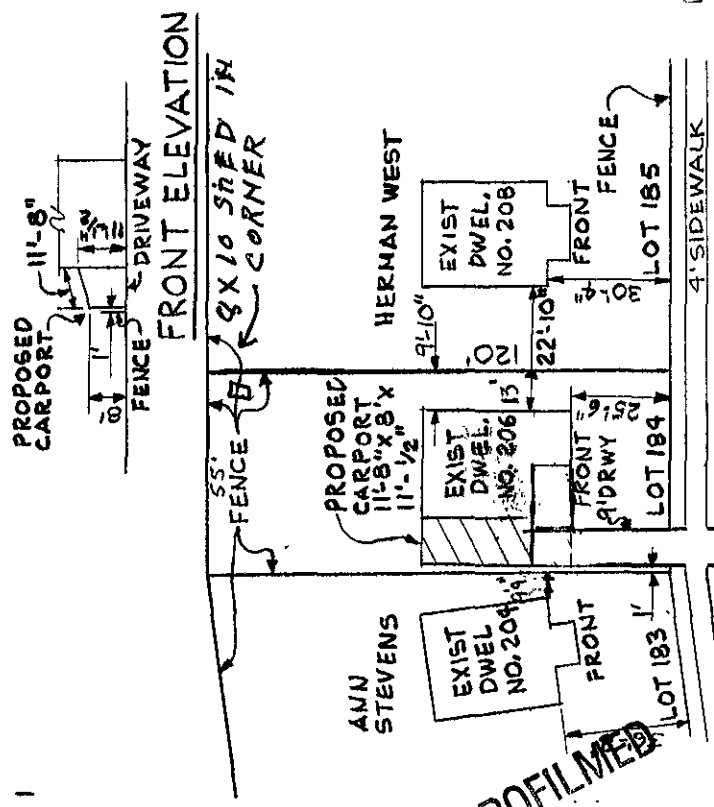 PROPOSED
CARPORT
11'-8"
8'
1'
FENCE
DRIVEWAY
FRONT ELEVATION
8 X 10 SHED IN
CORNER
55'
FENCE
HERMAN WEST
PROPOSED
CARPORT
11'-8" X 8' X
11'-1/2"
9'-10"
120'
EXIST
DWEL.
NO. 208
FRONT
EXIST
DWEL.
NO. 206
13'
22'-10"
30'-4"
FENCE
ANN
STEVENS
EXIST
DWEL
NO. 204
FRONT
FRONT
9' DRWY
25'-6"
LOT 183
1'
LOT 184
LOT 185
4' SIDEWALK